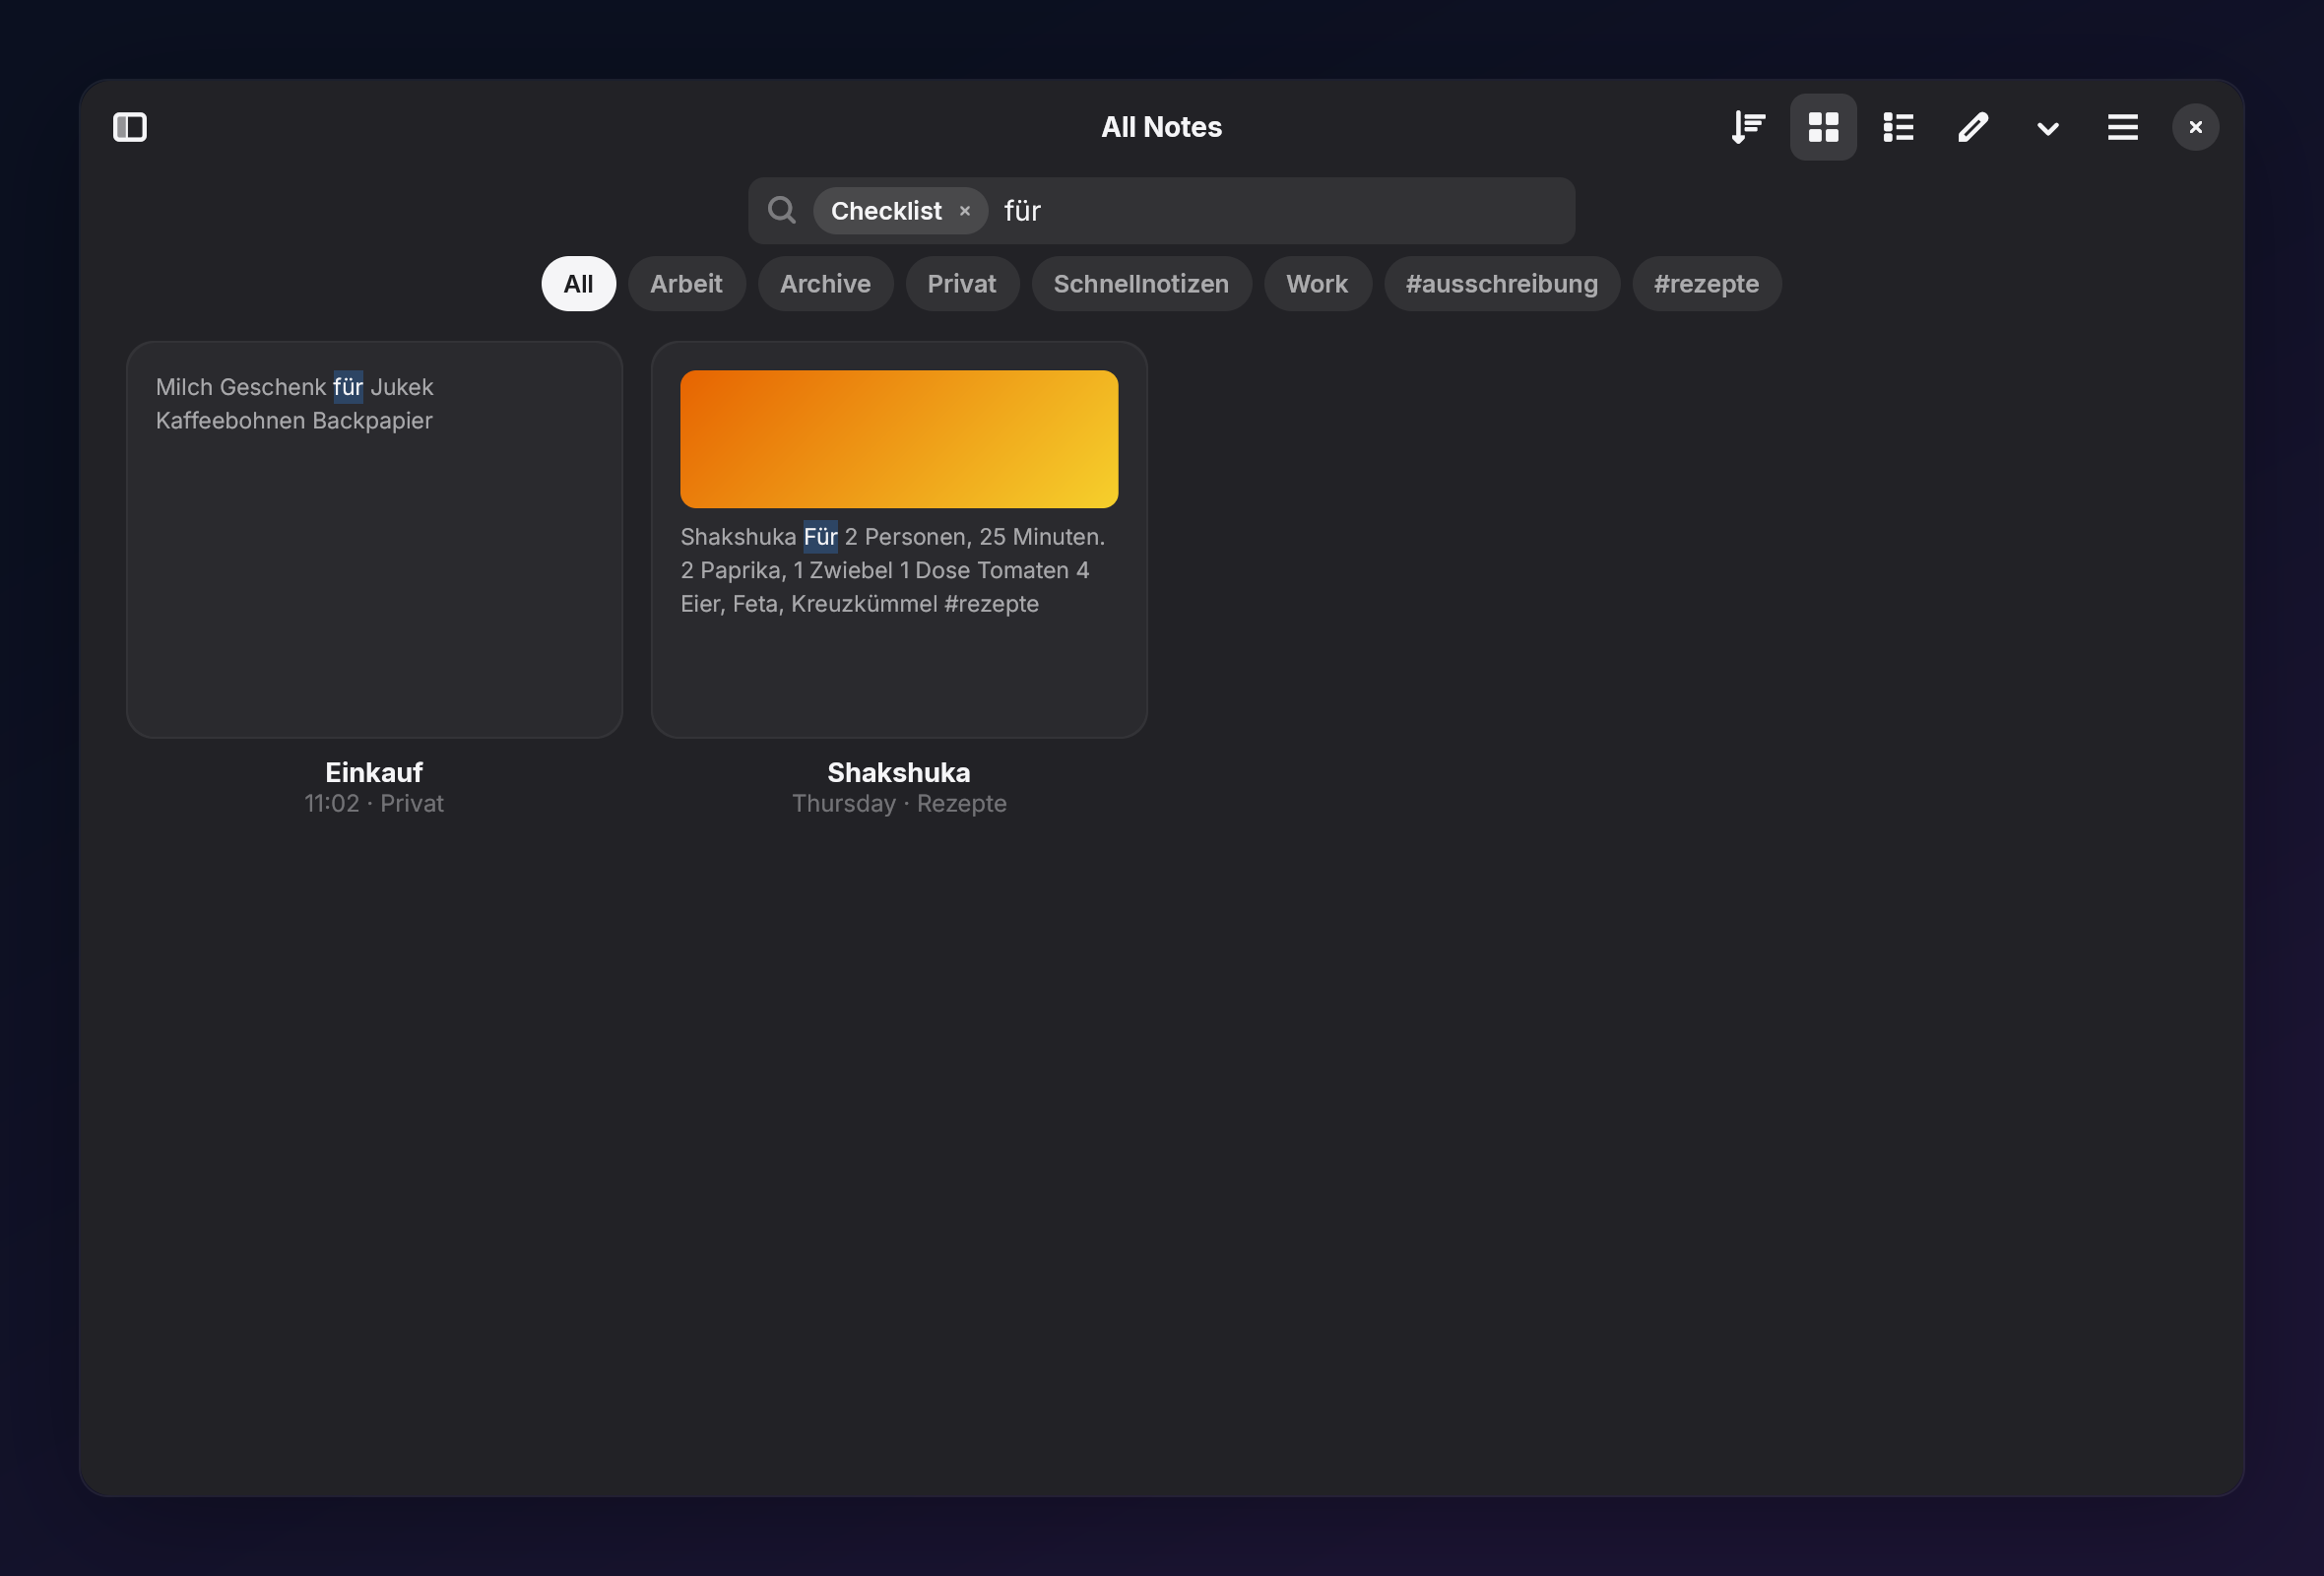 All Notes
Checklist × für
All Arbeit Archive Privat Schnellnotizen Work #ausschreibung #rezepte
Milch Geschenk für Jukek
Kaffeebohnen Backpapier
Einkauf
11:02 · Privat
Shakshuka Für 2 Personen, 25 Minuten.
2 Paprika, 1 Zwiebel 1 Dose Tomaten 4
Eier, Feta, Kreuzkümmel #rezepte
Shakshuka
Thursday · Rezepte